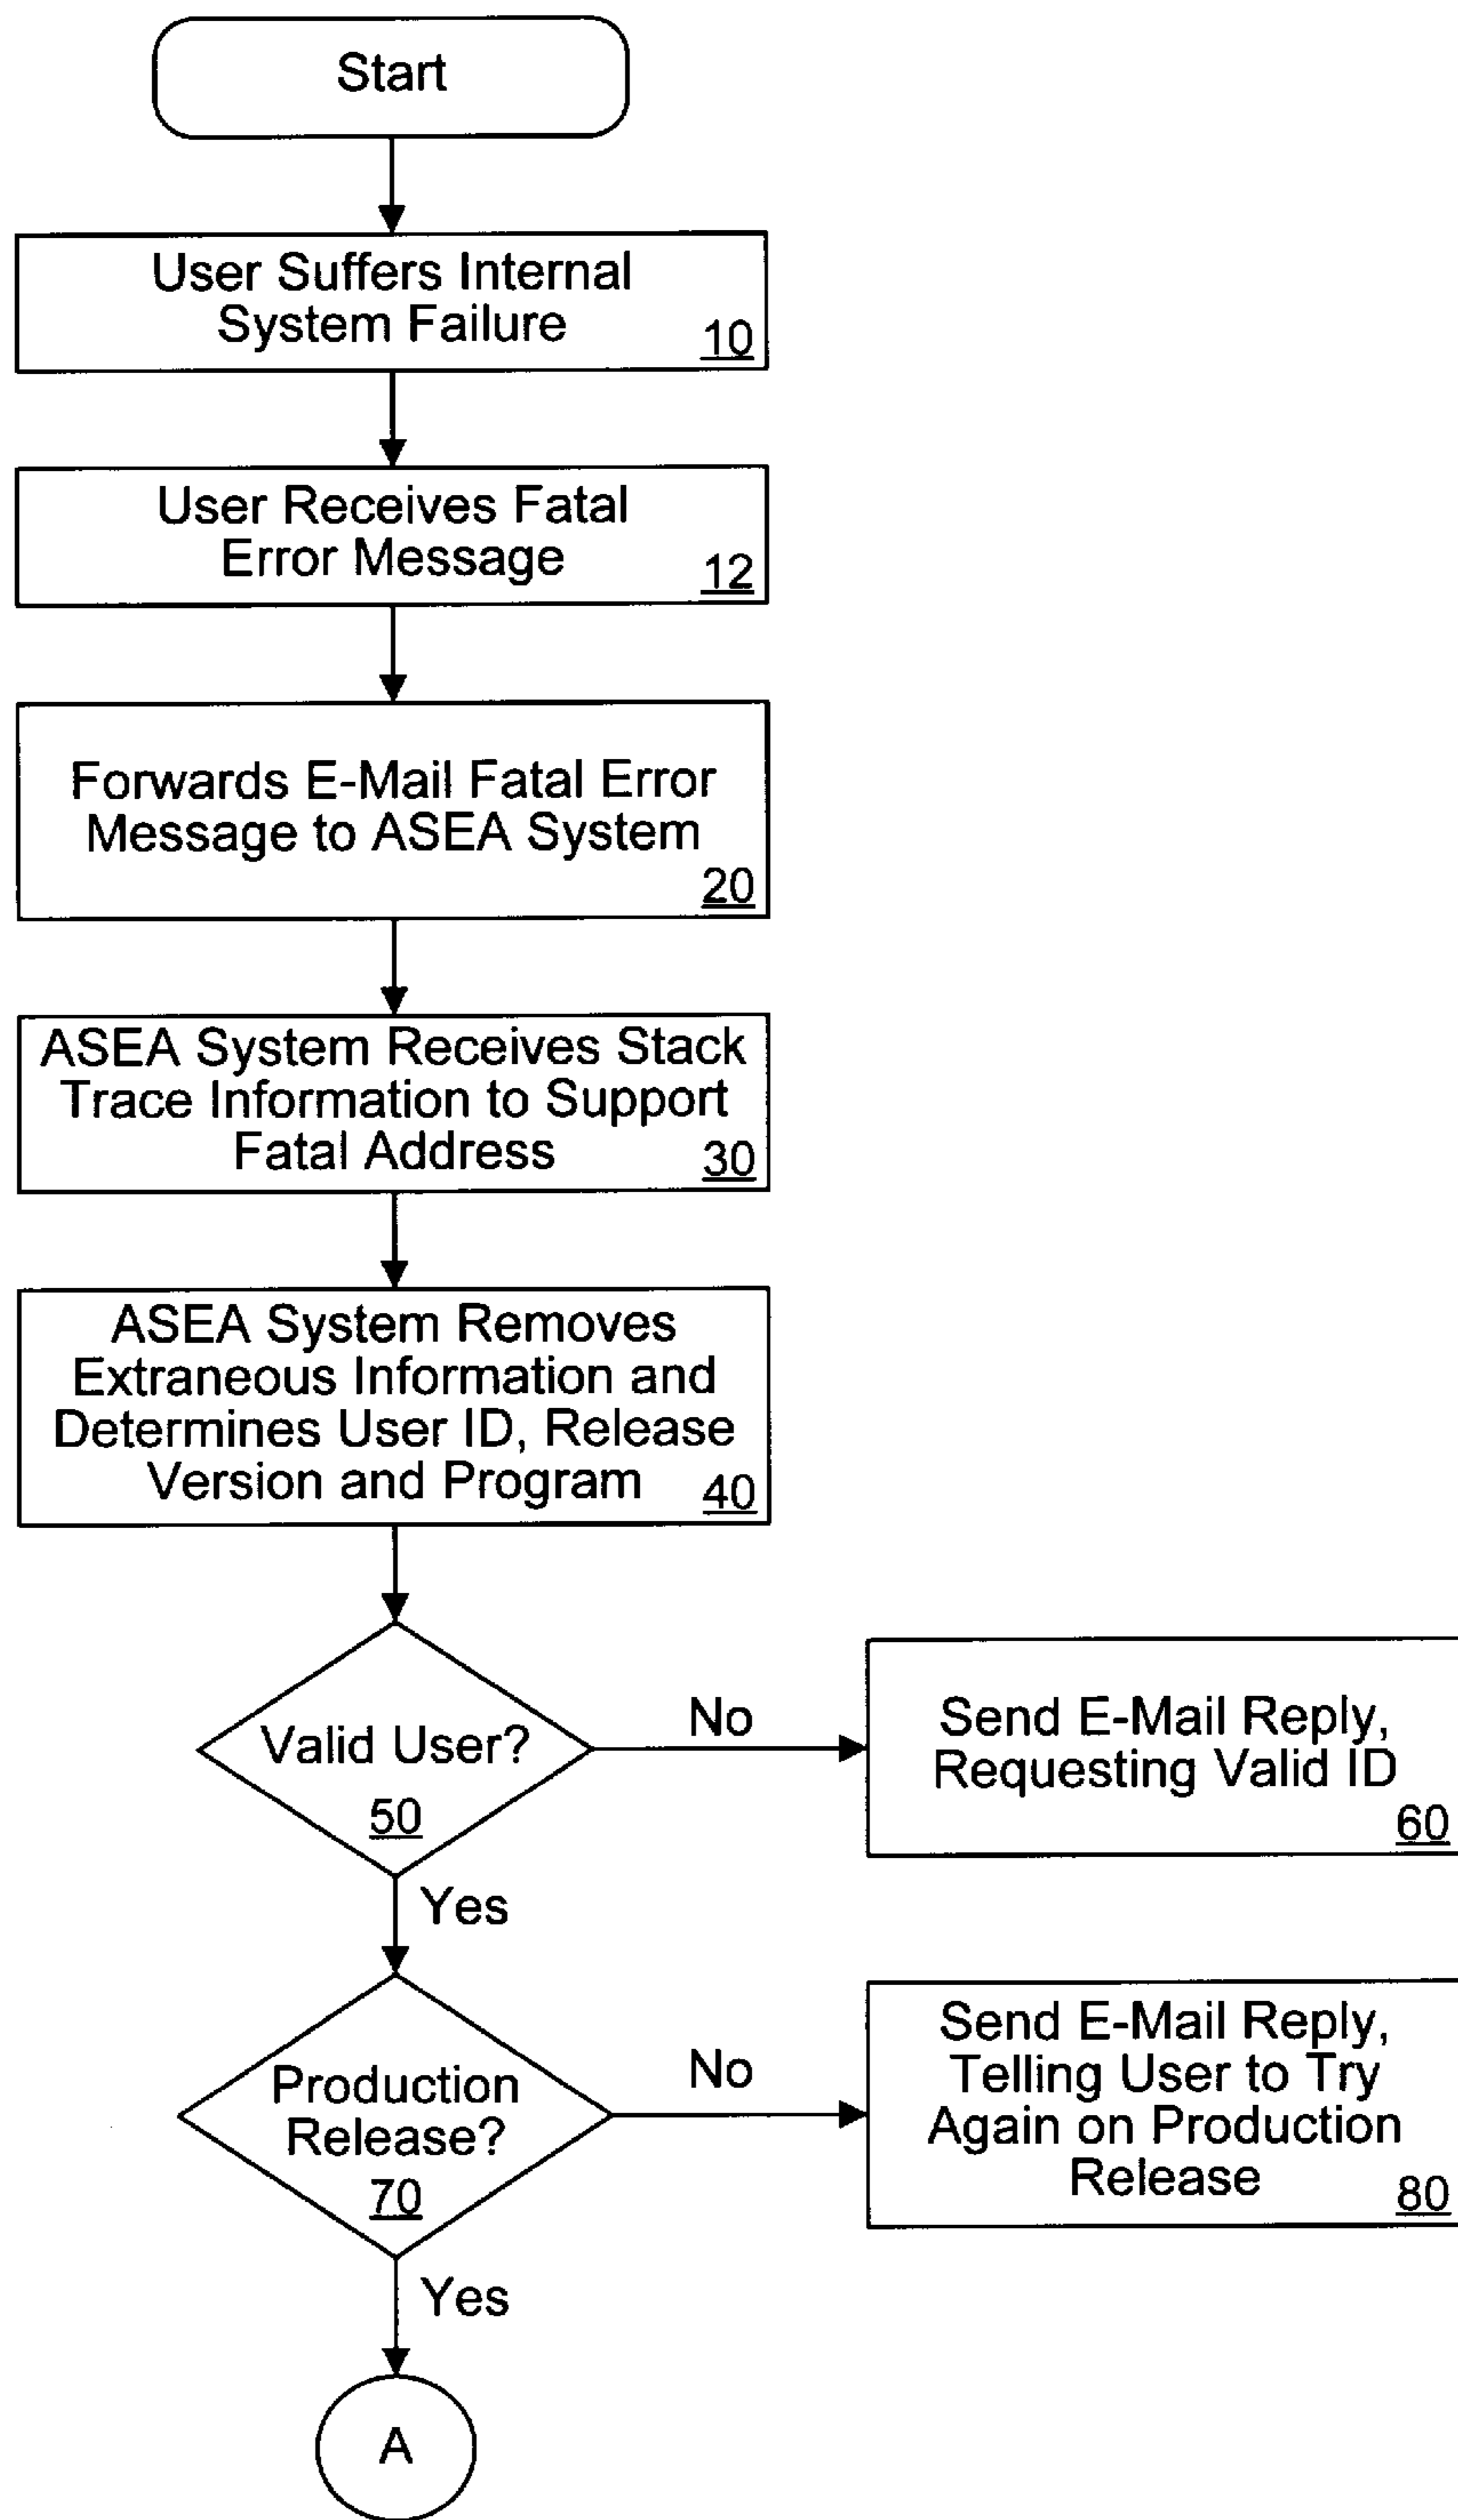 Start
User Suffers Internal
System Failure
10
User Receives Fatal
Error Message
12
Forwards E-Mail Fatal Error
Message to ASEA System
20
ASEA System Receives Stack
Trace Information to Support
Fatal Address
30
ASEA System Removes
Extraneous Information and
Determines User ID, Release
Version and Program
40
Valid User?
50
No
Send E-Mail Reply,
Requesting Valid ID
60
Yes
Production
Release?
70
No
Send E-Mail Reply,
Telling User to Try
Again on Production
Release
80
Yes
A